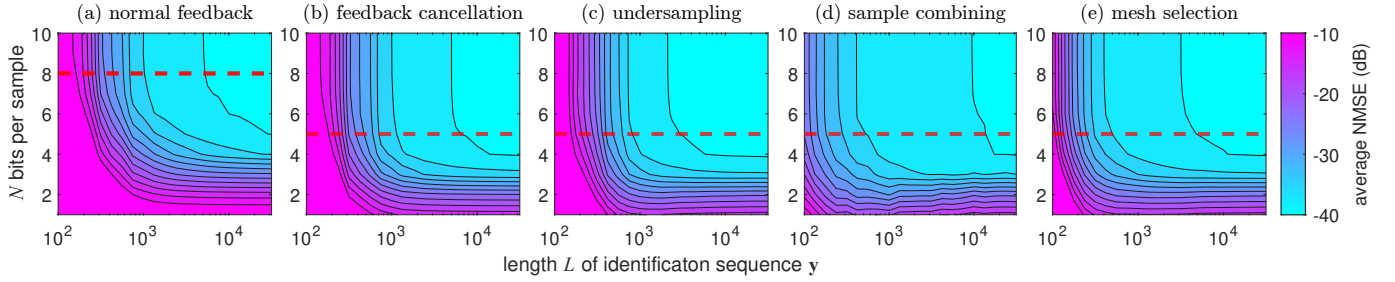 (a) normal feedback
(b) feedback cancellation
(c) undersampling
(d) sample combining
(e) mesh selection
N bits per sample
10
8
6
4
2
10² 10³ 10⁴
10
8
6
4
2
10² 10³ 10⁴
10
8
6
4
2
10² 10³ 10⁴
10
8
6
4
2
10² 10³ 10⁴
10
8
6
4
2
10² 10³ 10⁴
-10
-20
-30
-40
average NMSE (dB)
length L of identificaton sequence y